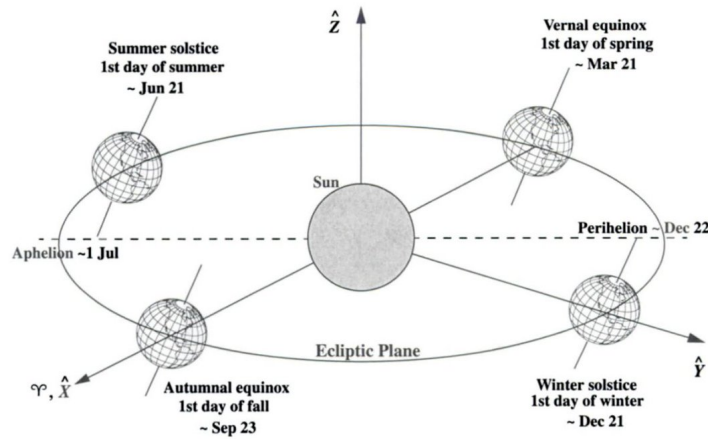 Ẑ
Summer solstice
1st day of summer
~ Jun 21
Vernal equinox
1st day of spring
~ Mar 21
Sun
Aphelion ~1 Jul
Perihelion ~ Dec 22
Ecliptic Plane
♈, X̂
Autumnal equinox
1st day of fall
~ Sep 23
Winter solstice
1st day of winter
~ Dec 21
Ŷ